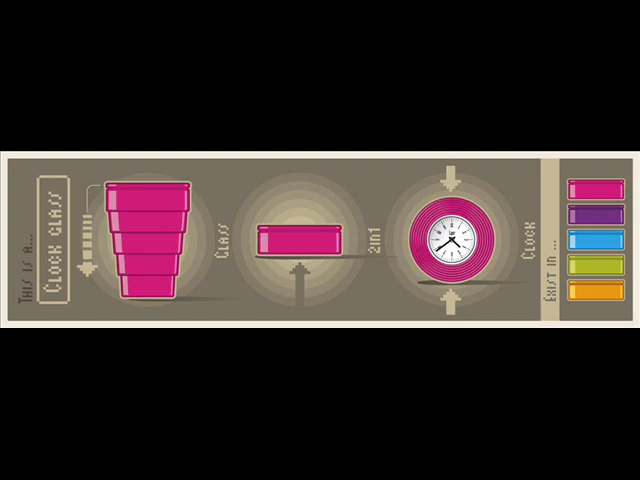 THIS IS A...
CLOCK GLASS
GLASS
2IN1
CLOCK
EXIST IN ...